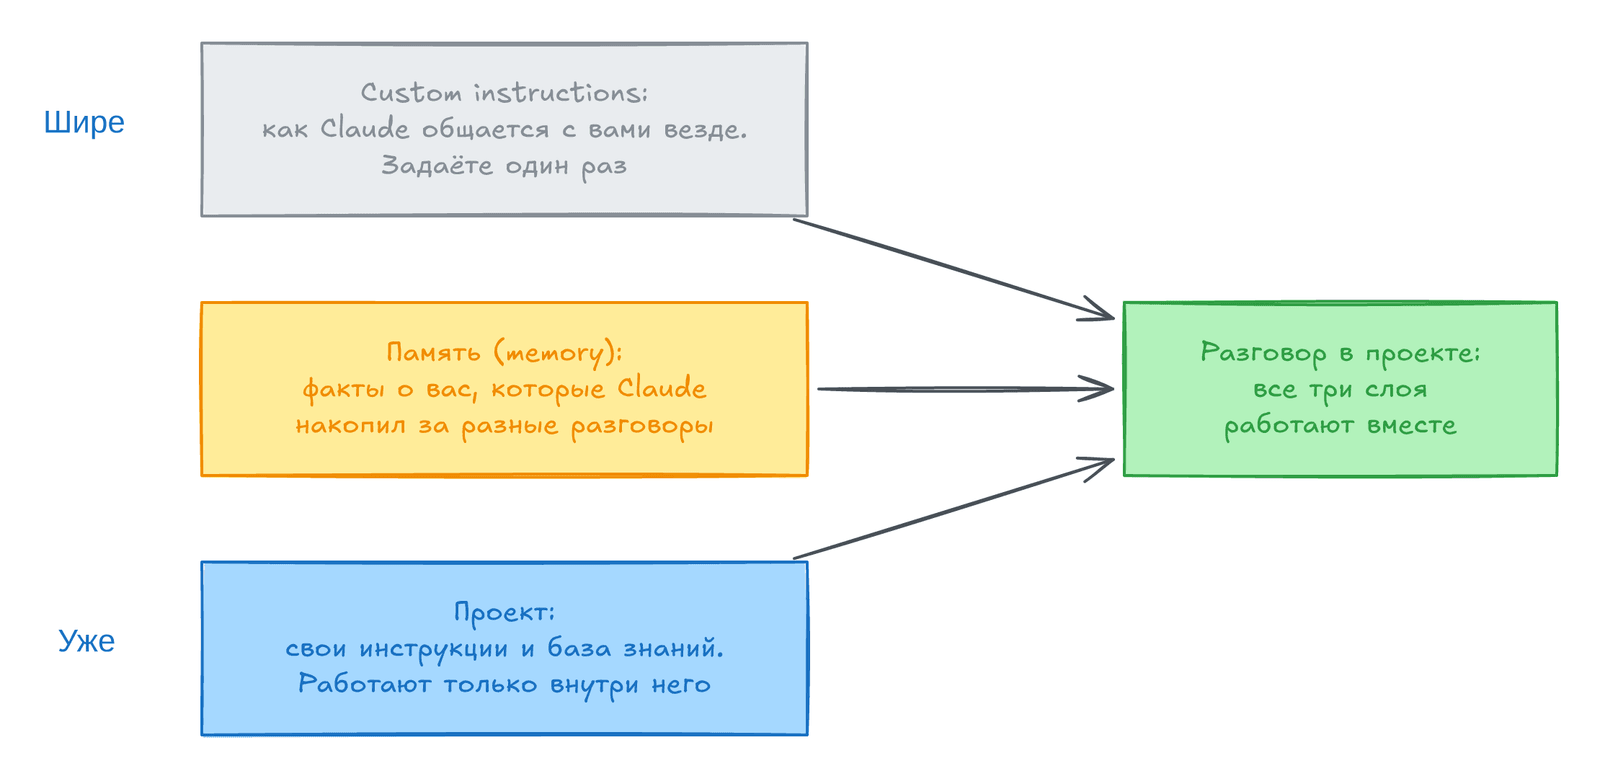 Шире
Custom instructions:
как Claude общается с вами везде.
Задаёте один раз
Память (memory):
факты о вас, которые Claude
накопил за разные разговоры
Разговор в проекте:
все три слоя
работают вместе
Уже
Проект:
свои инструкции и база знаний.
Работают только внутри него